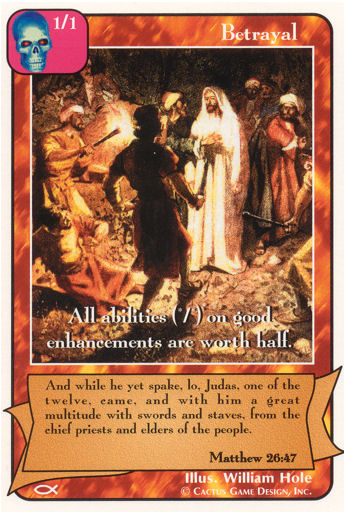 1/1
Betrayal
All abilities (*/*) on good
enhancements are worth half.
And while he yet spake, lo, Judas, one of the
twelve, came, and with him a great
multitude with swords and staves, from the
chief priests and elders of the people.
Matthew 26:47
Illus. William Hole
© Cactus Game Design, Inc.